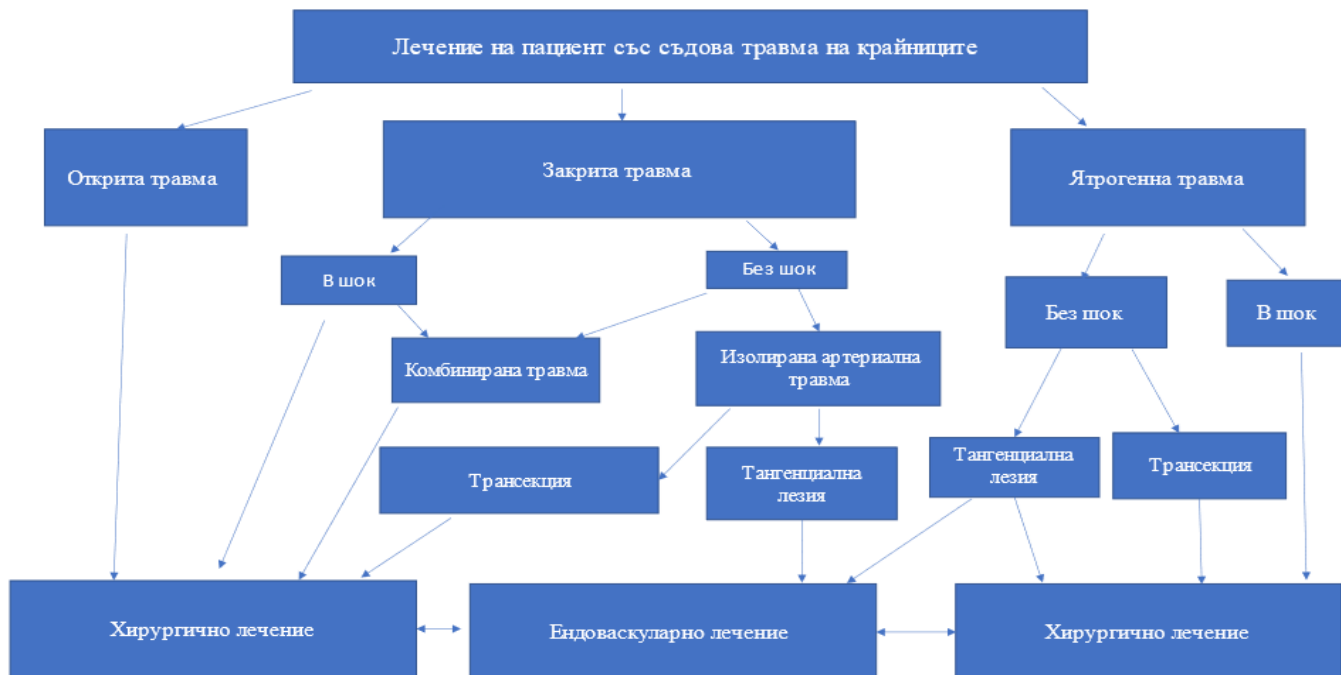 Лечение на пациент със съдова травма на крайниците
Открита травма
Закрита травма
Ятрогенна травма
В шок
Без шок
Без шок
В шок
Комбинирана травма
Изолирана артериална
травма
Трансекция
Тангенциална
лезия
Тангенциална
лезия
Трансекция
Хирургично лечение
Ендоваскуларно лечение
Хирургично лечение